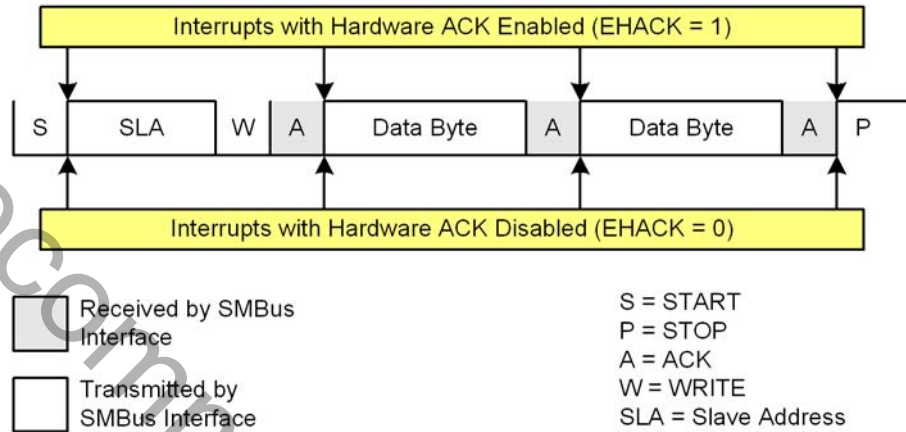 Interrupts with Hardware ACK Enabled (EHACK = 1)
S SLA W A Data Byte A Data Byte A P
Interrupts with Hardware ACK Disabled (EHACK = 0)
Received by SMBus
Interface
Transmitted by
SMBus Interface
S = START
P = STOP
A = ACK
W = WRITE
SLA = Slave Address